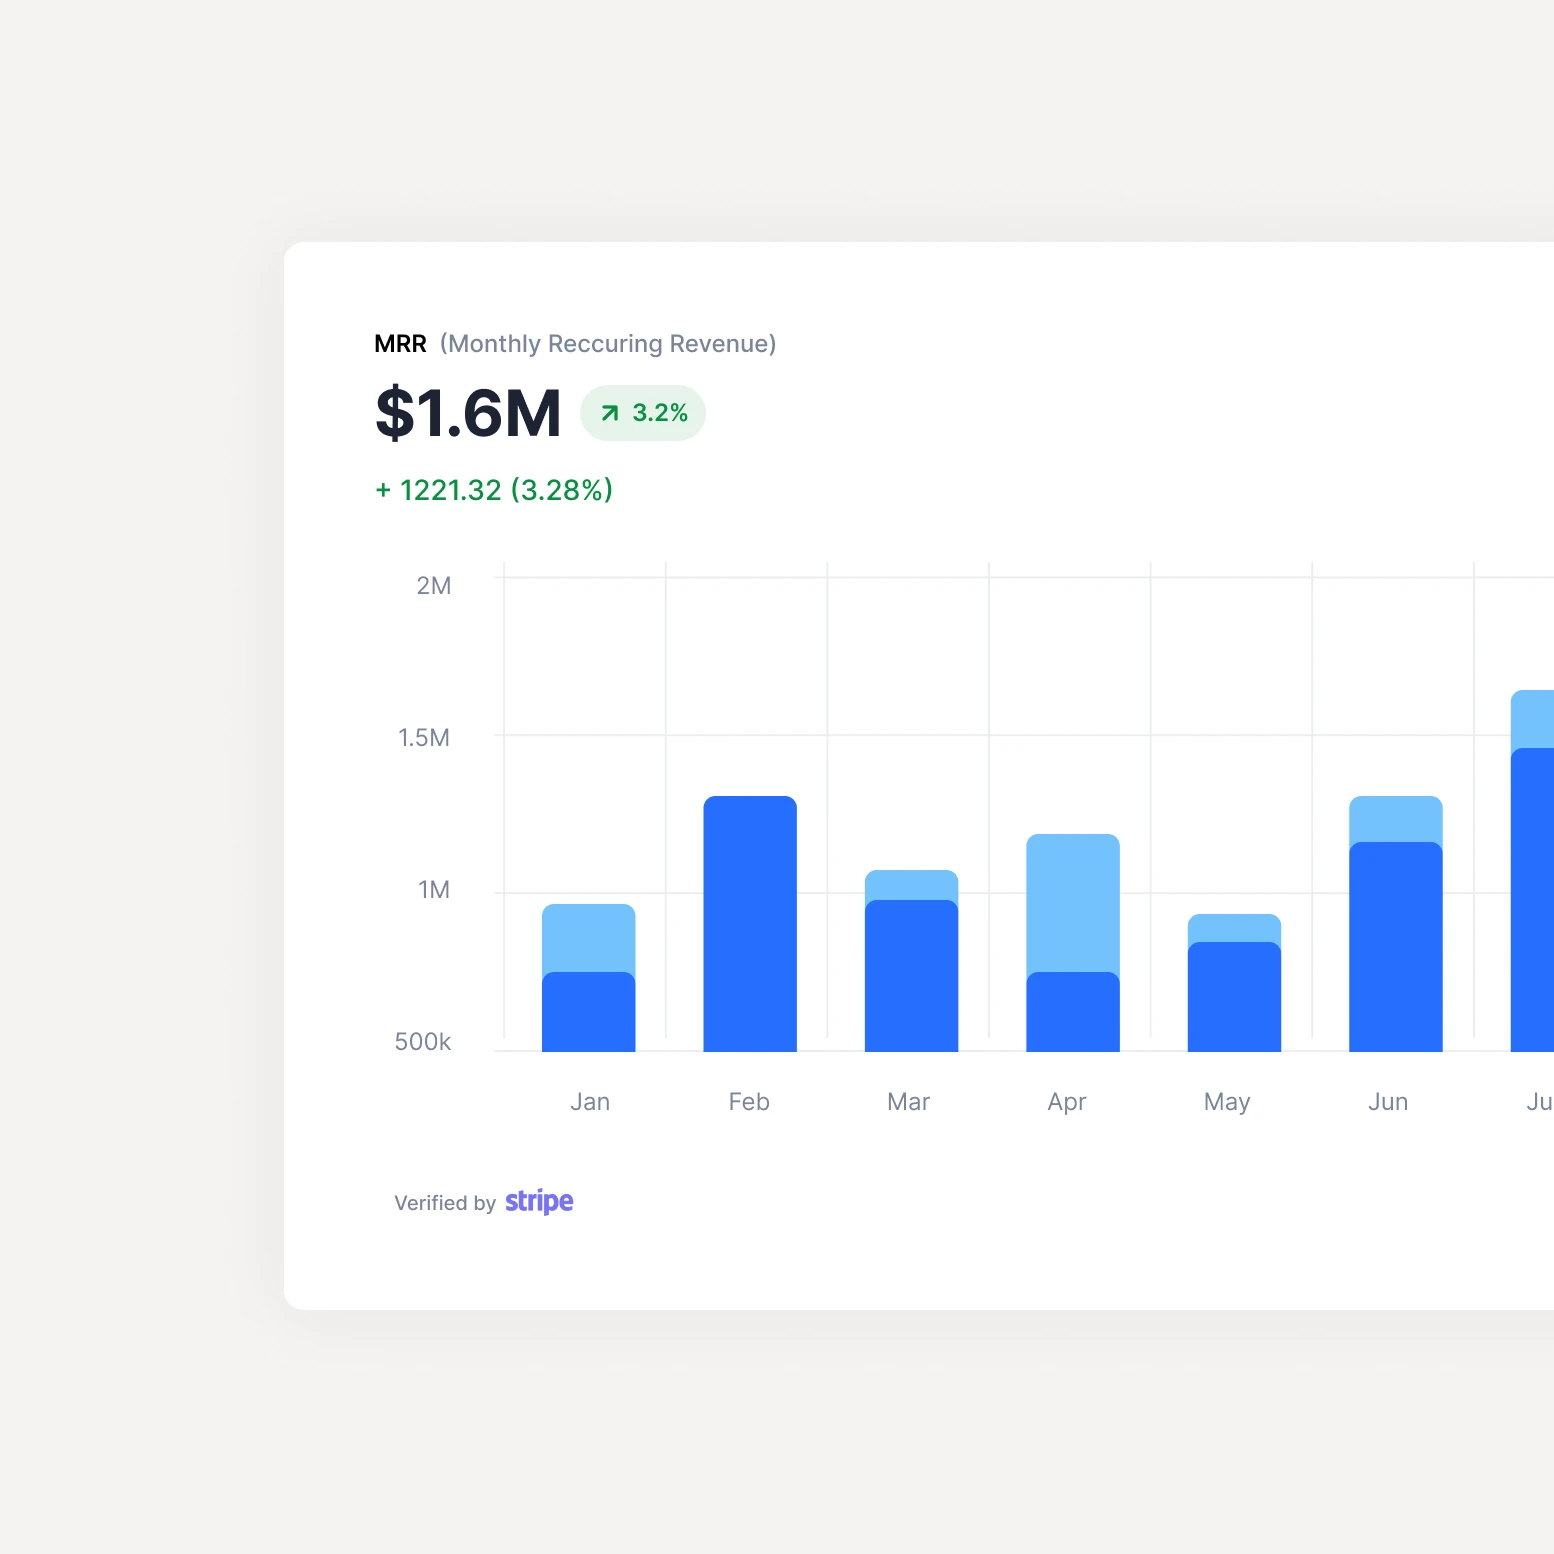 MRR (Monthly Reccuring Revenue)
$1.6M 3.2%
+ 1221.32 (3.28%)
2M
1.5M
1M
500k
Jan Feb Mar Apr May Jun Ju
Verified by stripe